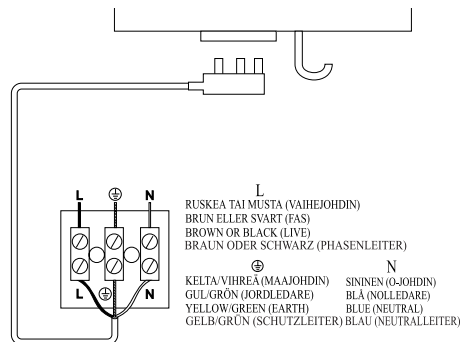 L ⏚ N
L ⏚ N
L
RUSKEA TAI MUSTA (VAIHEJOHDIN)
BRUN ELLER SVART (FAS)
BROWN OR BLACK (LIVE)
BRAUN ODER SCHWARZ (PHASENLEITER)
⏚
KELTA/VIHREÄ (MAAJOHDIN)
GUL/GRÖN (JORDLEDARE)
YELLOW/GREEN (EARTH)
GELB/GRÜN (SCHUTZLEITER)
N
SININEN (O-JOHDIN)
BLÅ (NOLLEDARE)
BLUE (NEUTRAL)
BLAU (NEUTRALLEITER)